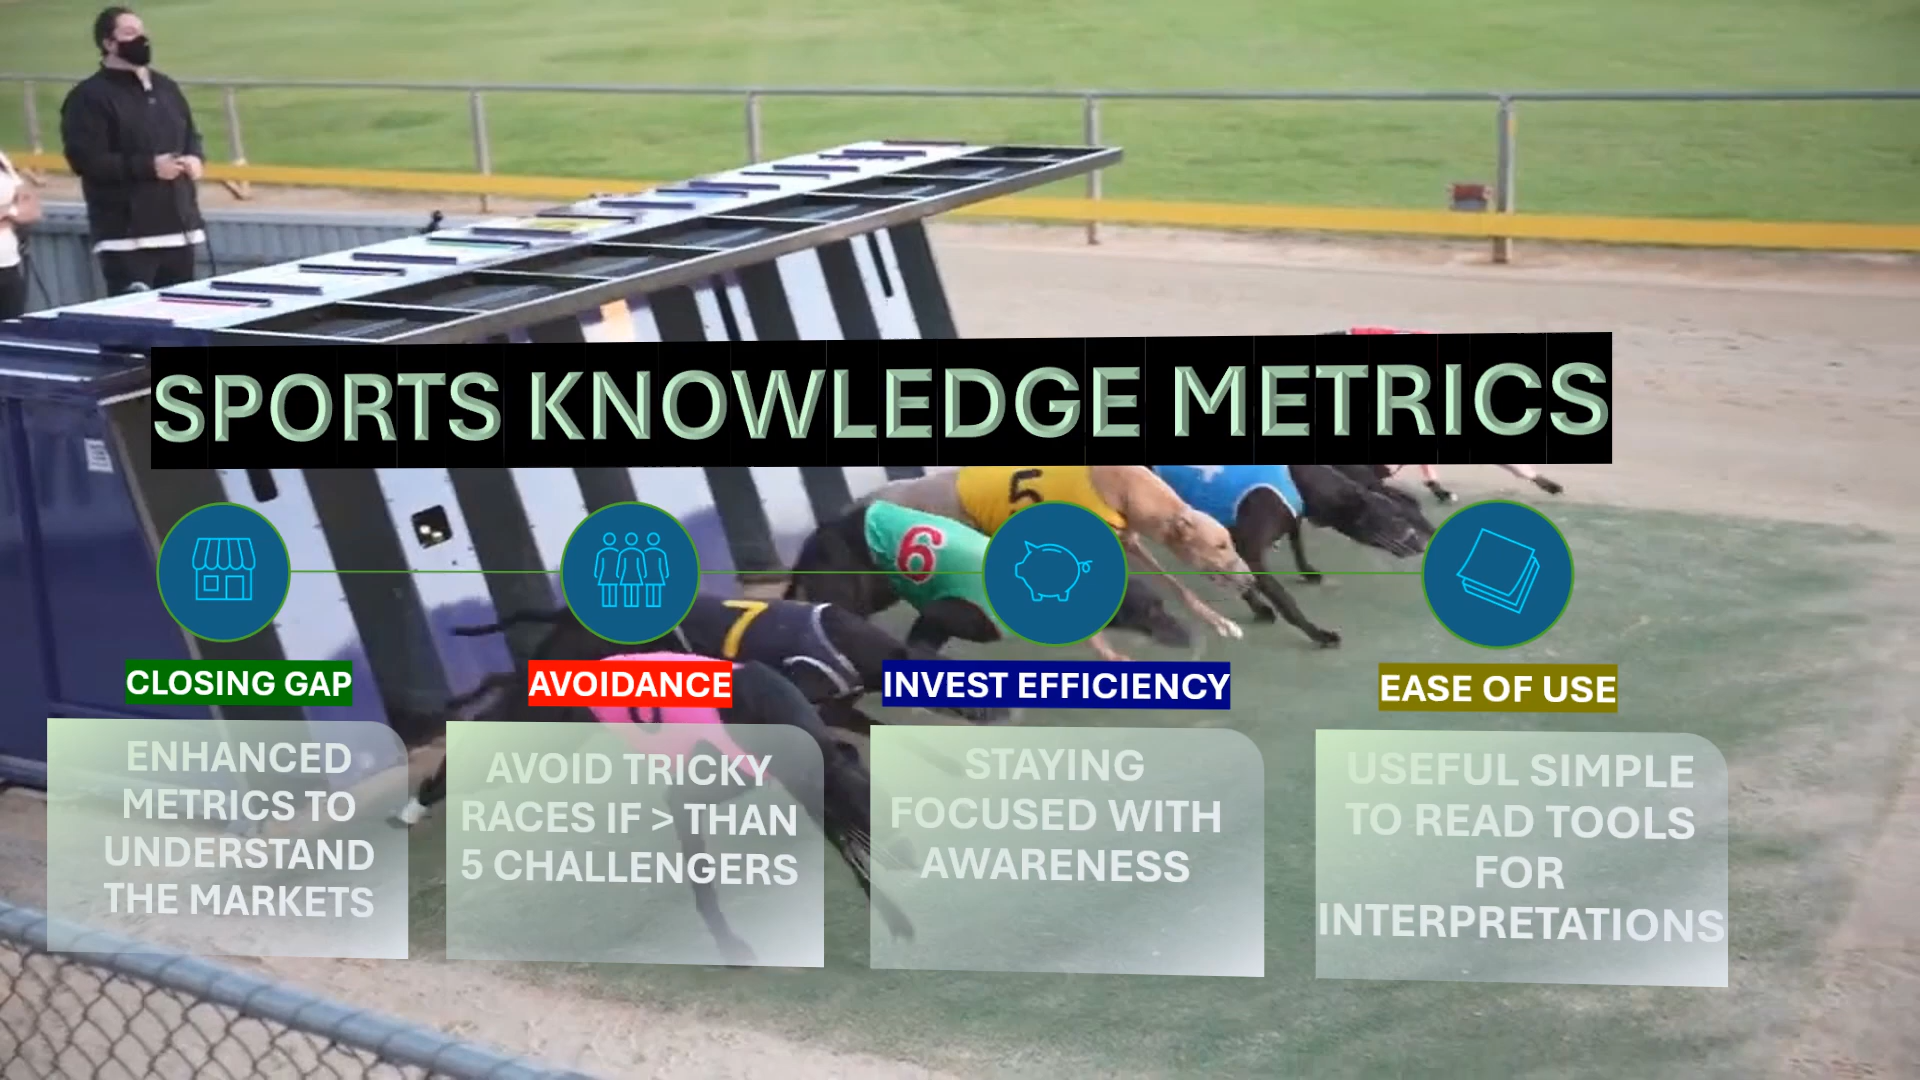 SPORTS KNOWLEDGE METRICS
5
6
7
CLOSING GAP
AVOIDANCE
INVEST EFFICIENCY
EASE OF USE
ENHANCED
METRICS TO
UNDERSTAND
THE MARKETS
AVOID TRICKY
RACES IF > THAN
5 CHALLENGERS
STAYING
FOCUSED WITH
AWARENESS
USEFUL SIMPLE
TO READ TOOLS
FOR
INTERPRETATIONS